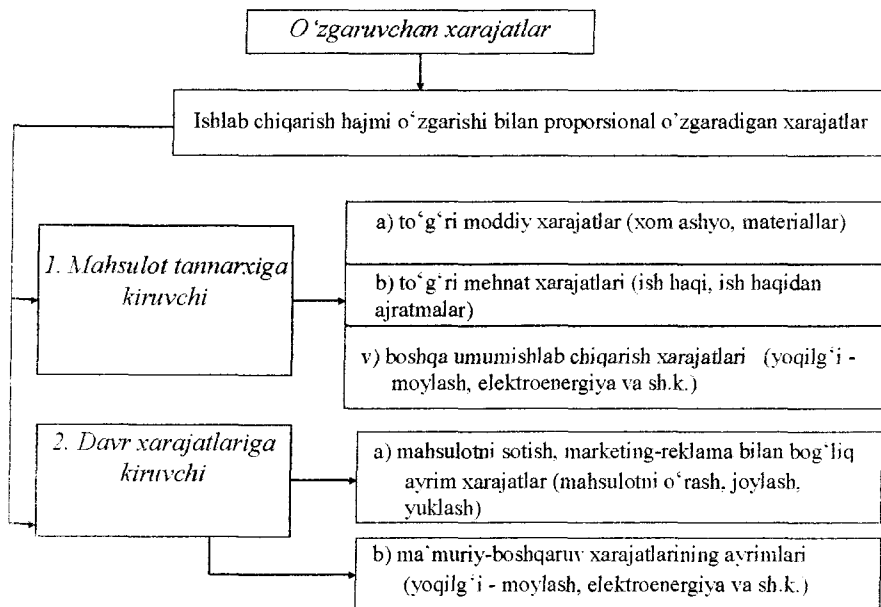 O‘zgaruvchan xarajatlar
Ishlab chiqarish hajmi o‘zgarishi bilan proporsional o’zgaradigan xarajatlar
1. Mahsulot tannarxiga
kiruvchi
a) to‘g‘ri moddiy xarajatlar (xom ashyo, materiallar)
b) to‘g‘ri mehnat xarajatlari (ish haqi, ish haqidan
ajratmalar)
v) boshqa umumishlab chiqarish xarajatlari (yoqilg‘i -
moylash, elektroenergiya va sh.k.)
2. Davr xarajatlariga
kiruvchi
a) mahsulotni sotish, marketing-reklama bilan bog‘liq
ayrim xarajatlar (mahsulotni o‘rash, joylash,
yuklash)
b) ma‘muriy-boshqaruv xarajatlarining ayrimlari
(yoqilg‘i - moylash, elektroenergiya va sh.k.)